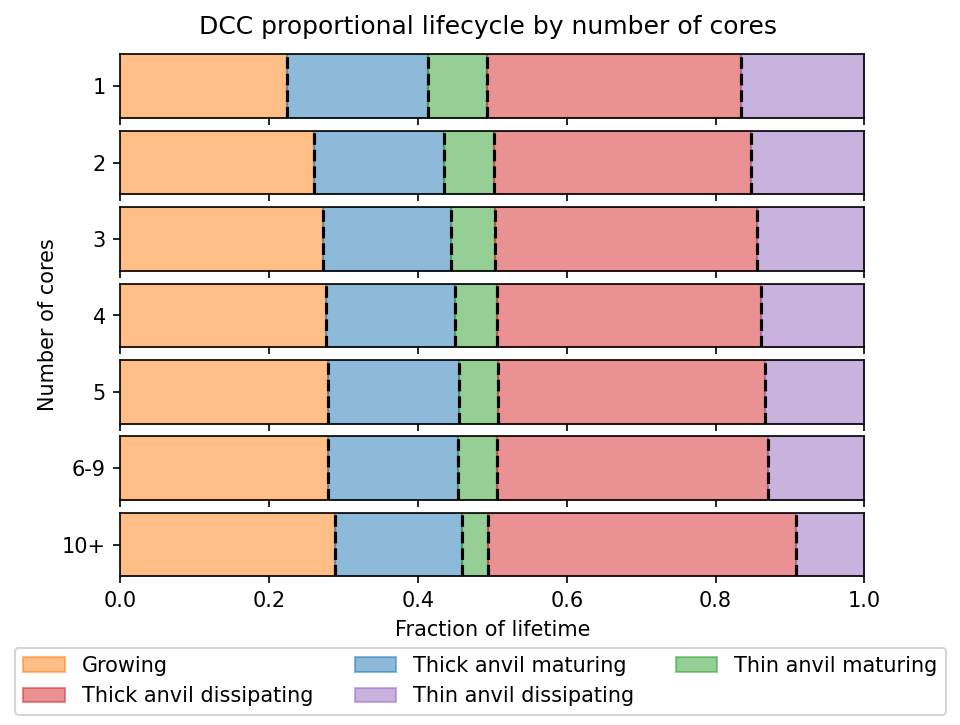 DCC proportional lifecycle by number of cores
1
2
3
4
5
6-9
10+
Number of cores
0.0 0.2 0.4 0.6 0.8 1.0
Fraction of lifetime
Growing Thick anvil maturing Thin anvil maturing
Thick anvil dissipating Thin anvil dissipating